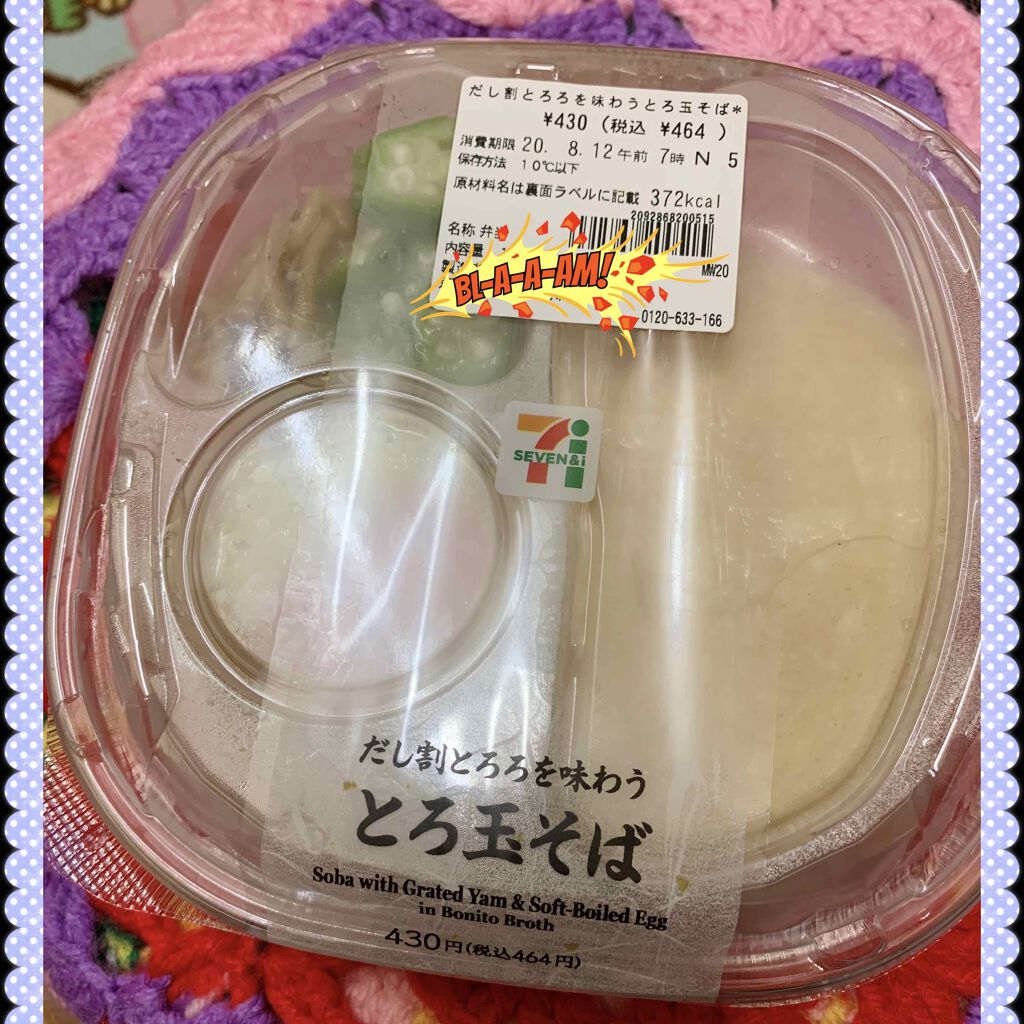 だし割とろろを味わうとろ玉そば*
¥430 (税込 ¥464 )
消費期限 20. 8. 12午前 7時 N 5
保存方法 10℃以下
原材料名は裏面ラベルに記載 372kcal
2092868200515
名称 弁当
内容量
MW20
BL-A-A-AM!
0120-633-166
7i
SEVEN&i
だし割とろろを味わう
とろ玉そば
Soba with Grated Yam & Soft-Boiled Egg
in Bonito Broth
430円(税込464円)